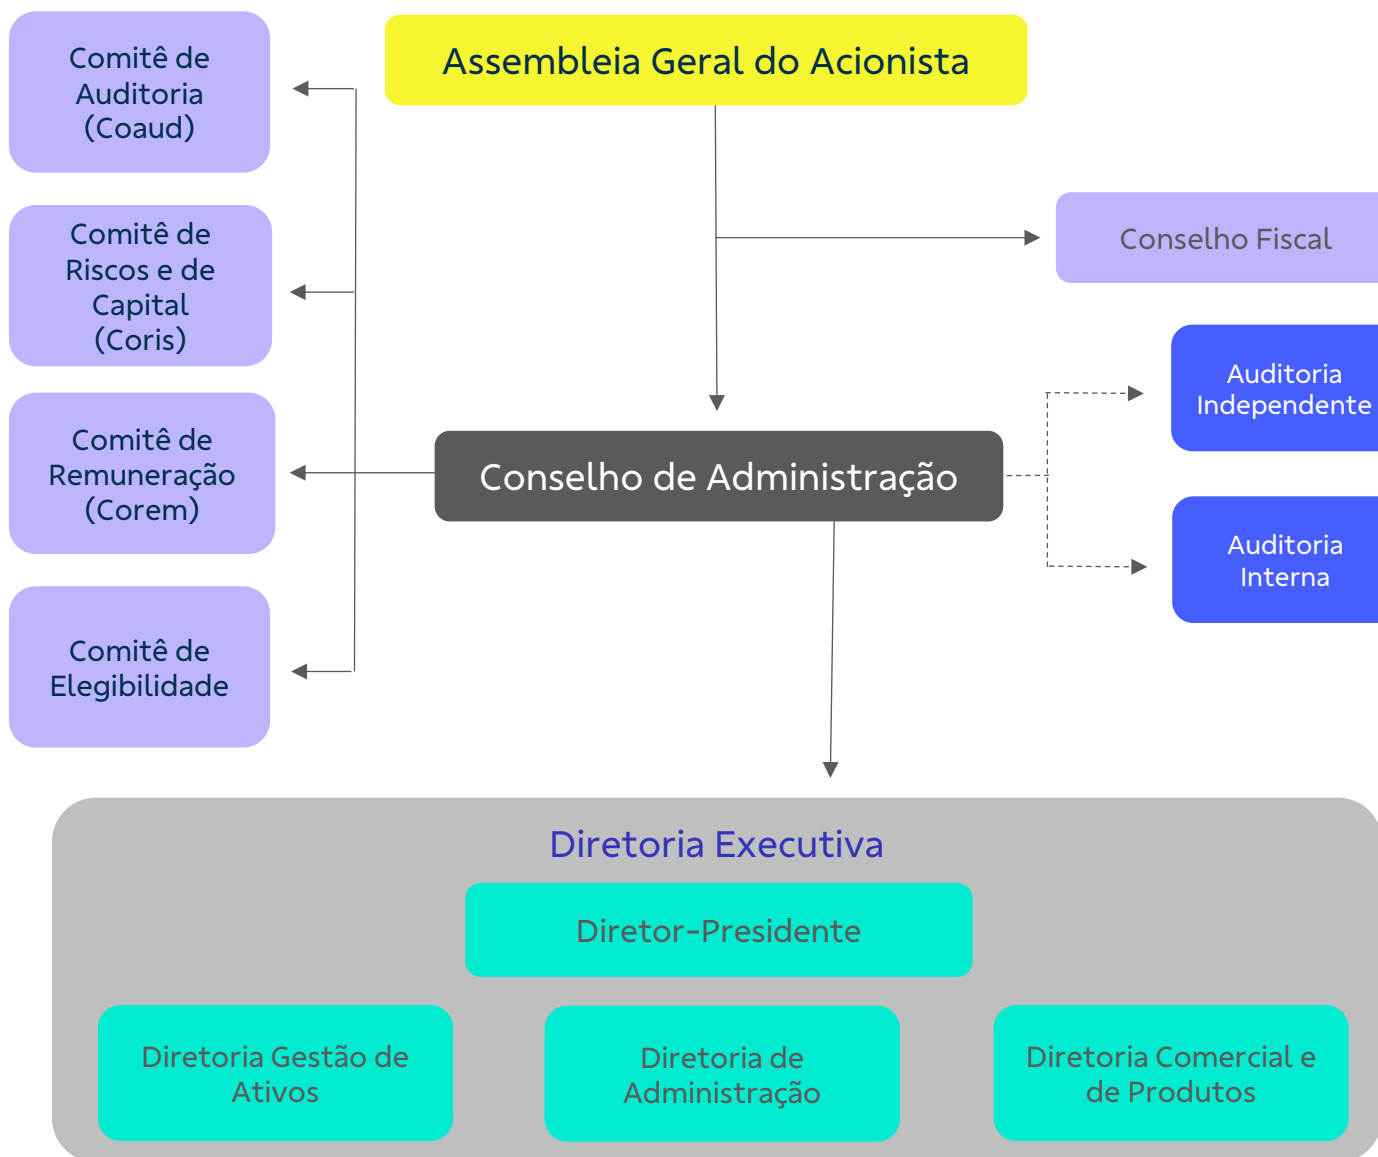 Assembleia Geral do Acionista
Comitê de
Auditoria
(Coaud)
Comitê de
Riscos e de
Capital
(Coris)
Comitê de
Remuneração
(Corem)
Comitê de
Elegibilidade
Conselho Fiscal
Auditoria
Independente
Conselho de Administração
Auditoria
Interna
Diretoria Executiva
Diretor-Presidente
Diretoria Gestão de
Ativos
Diretoria de
Administração
Diretoria Comercial e
de Produtos